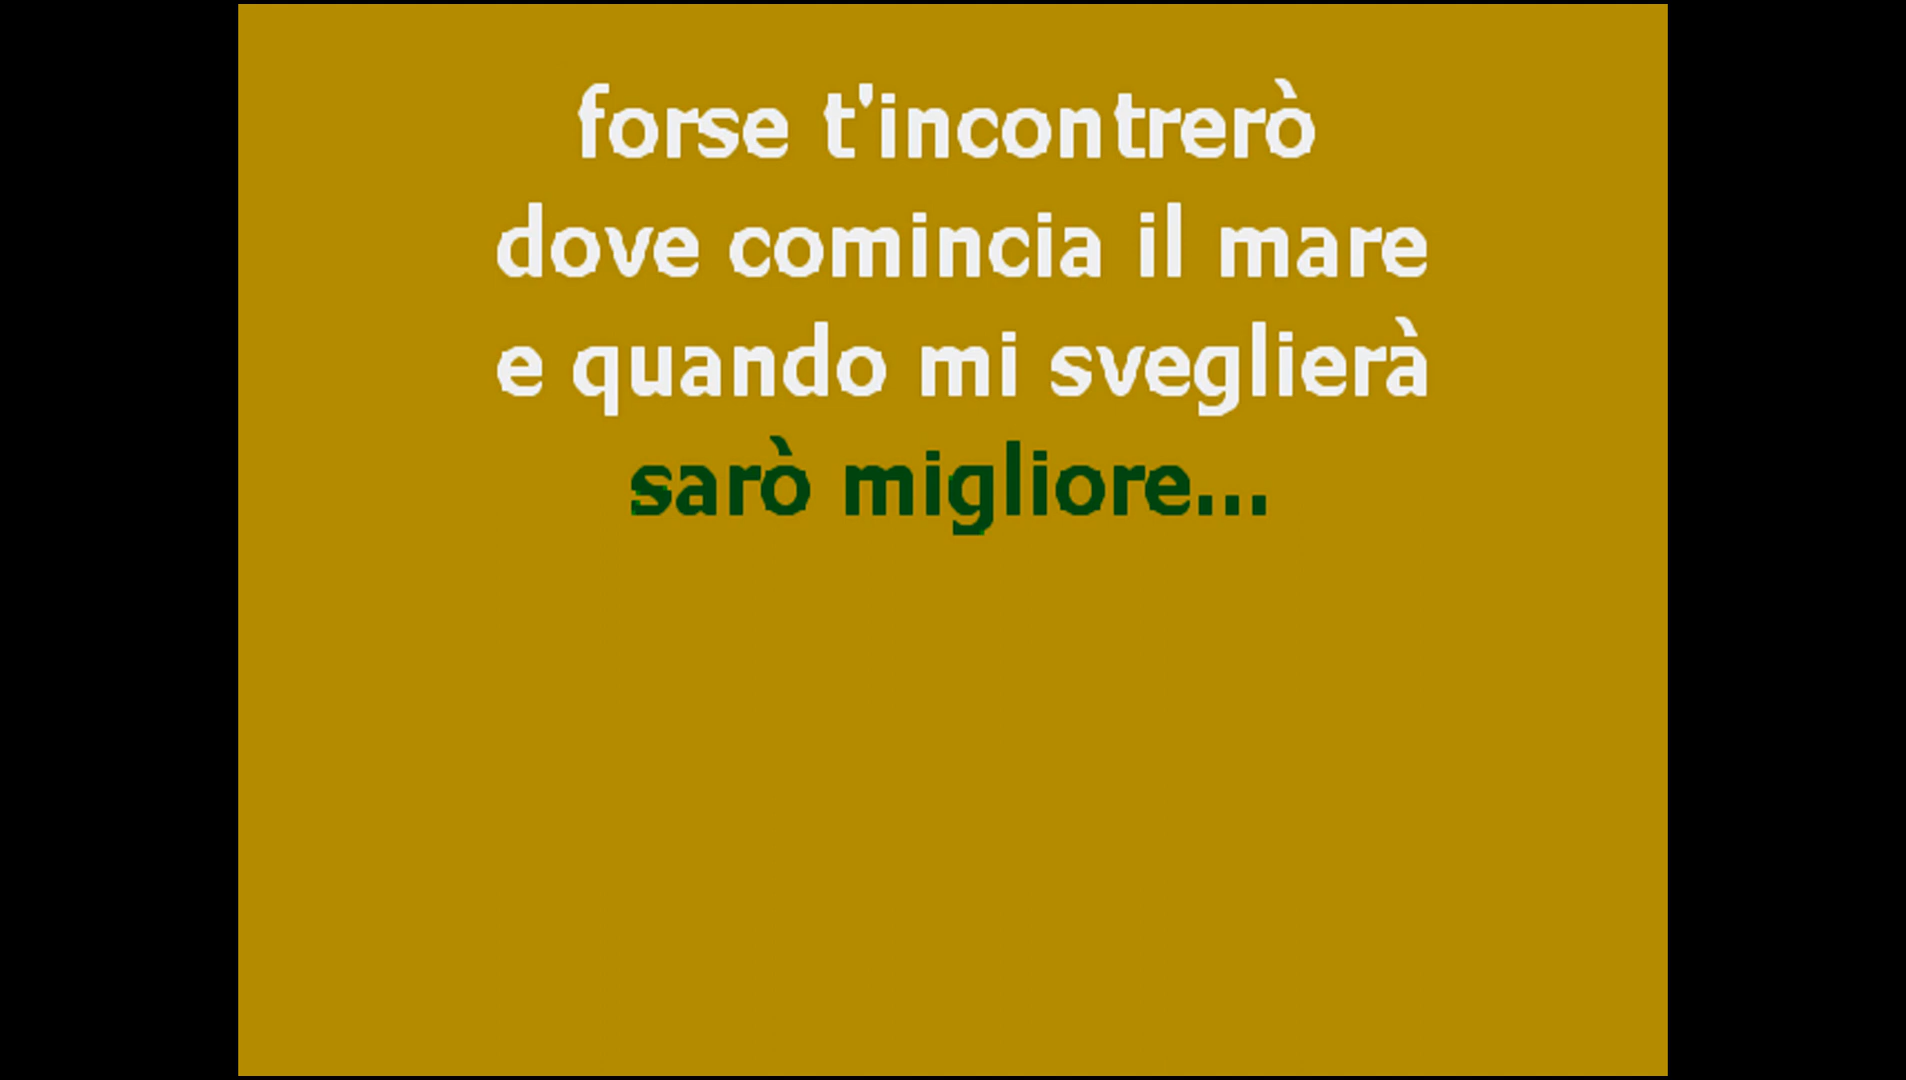 forse t'incontrerò
dove comincia il mare
e quando mi sveglierà
sarò migliore...